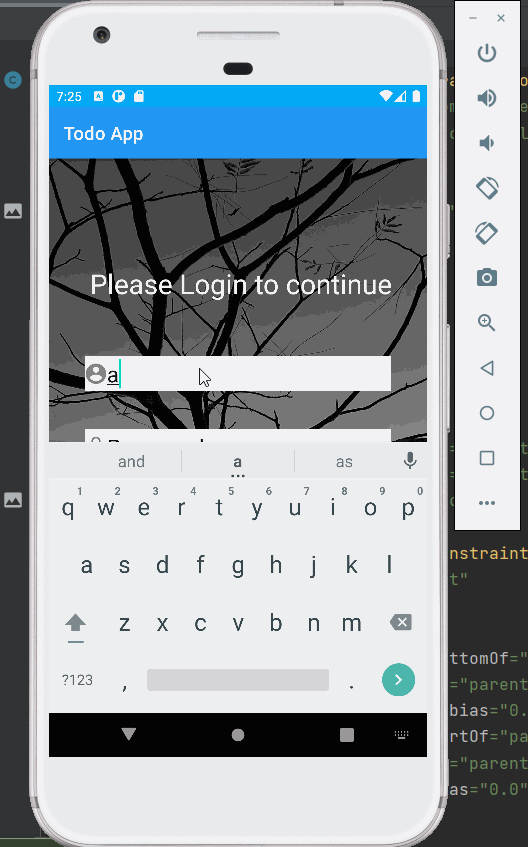 7:25
Todo App
Please Login to continue
a
and a as
1 2 3 4 5 6 7 8 9 0
q w e r t y u i o p
a s d f g h j k l
z x c v b n m
?123 , .
C
nstraint
t"
ttomOf="
="parent
bias="0.
rtOf="pa
="parent
as="0.0"